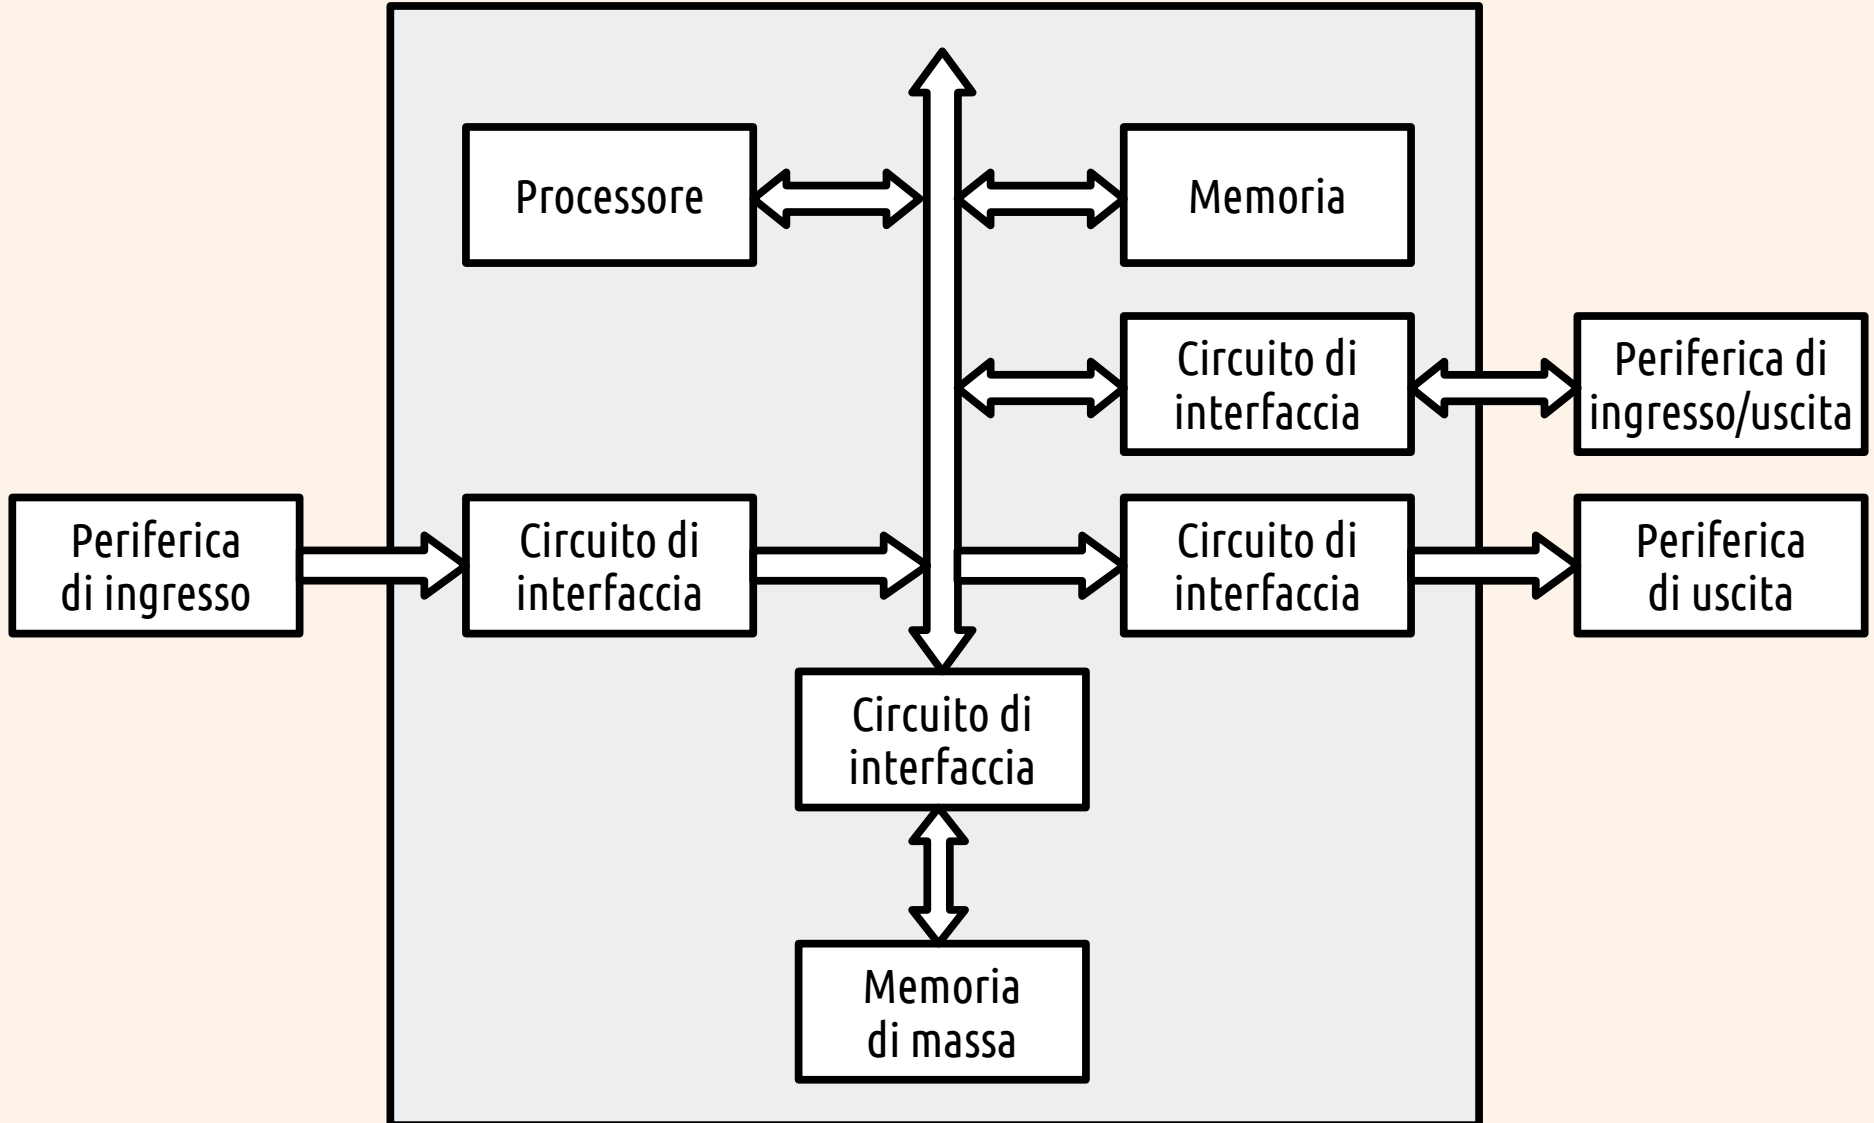 Processore
Memoria
Circuito di
interfaccia
Periferica di
ingresso/uscita
Periferica
di ingresso
Circuito di
interfaccia
Circuito di
interfaccia
Periferica
di uscita
Circuito di
interfaccia
Memoria
di massa